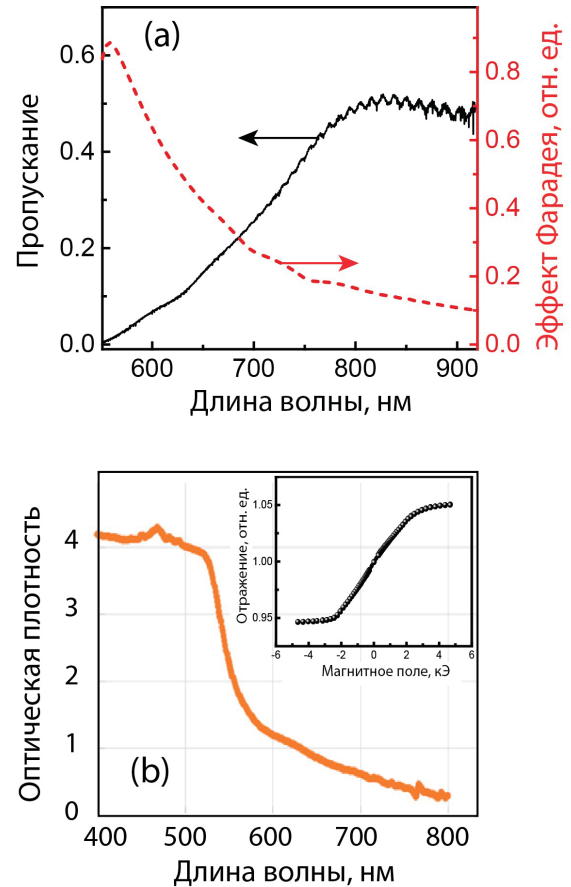 (a)
Пропускание
0.6
0.4
0.2
0.0
0.8
0.6
0.4
0.2
0.0
Эффект Фарадея, отн. ед.
600 700 800 900
Длина волны, нм
(b)
Оптическая плотность
4
3
2
1
0
400 500 600 700 800
Длина волны, нм
Отражение, отн. ед.
1.05
1.00
0.95
-6 -4 -2 0 2 4 6
Магнитное поле, кЭ